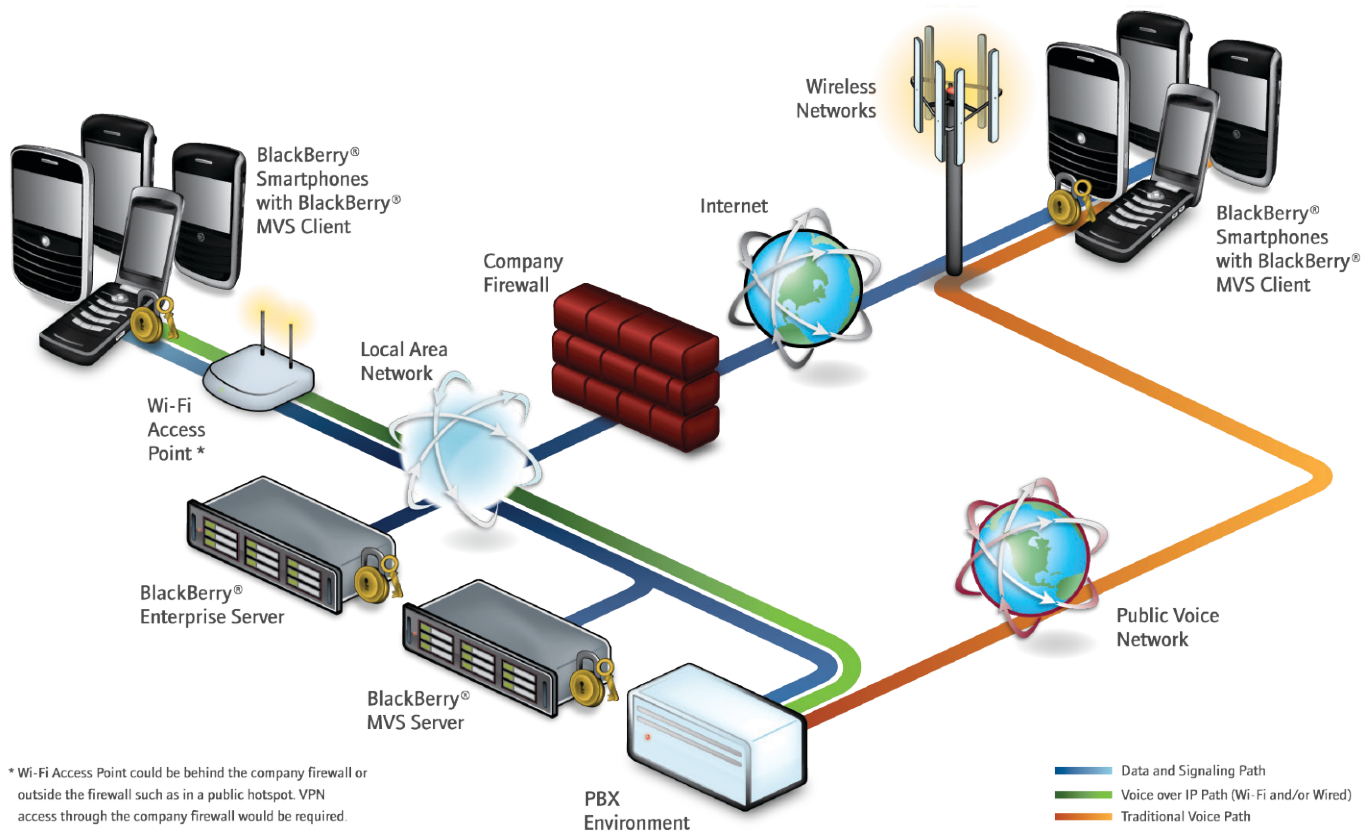 Wireless
Networks
BlackBerry®
Smartphones
with BlackBerry®
MVS Client
Internet
BlackBerry®
Smartphones
with BlackBerry®
MVS Client
Company
Firewall
Local Area
Network
Wi-Fi
Access
Point *
BlackBerry®
Enterprise Server
Public Voice
Network
BlackBerry®
MVS Server
* Wi-Fi Access Point could be behind the company firewall or
outside the firewall such as in a public hotspot. VPN
access through the company firewall would be required.
PBX
Environment
Data and Signaling Path
Voice over IP Path (Wi-Fi and/or Wired)
Traditional Voice Path